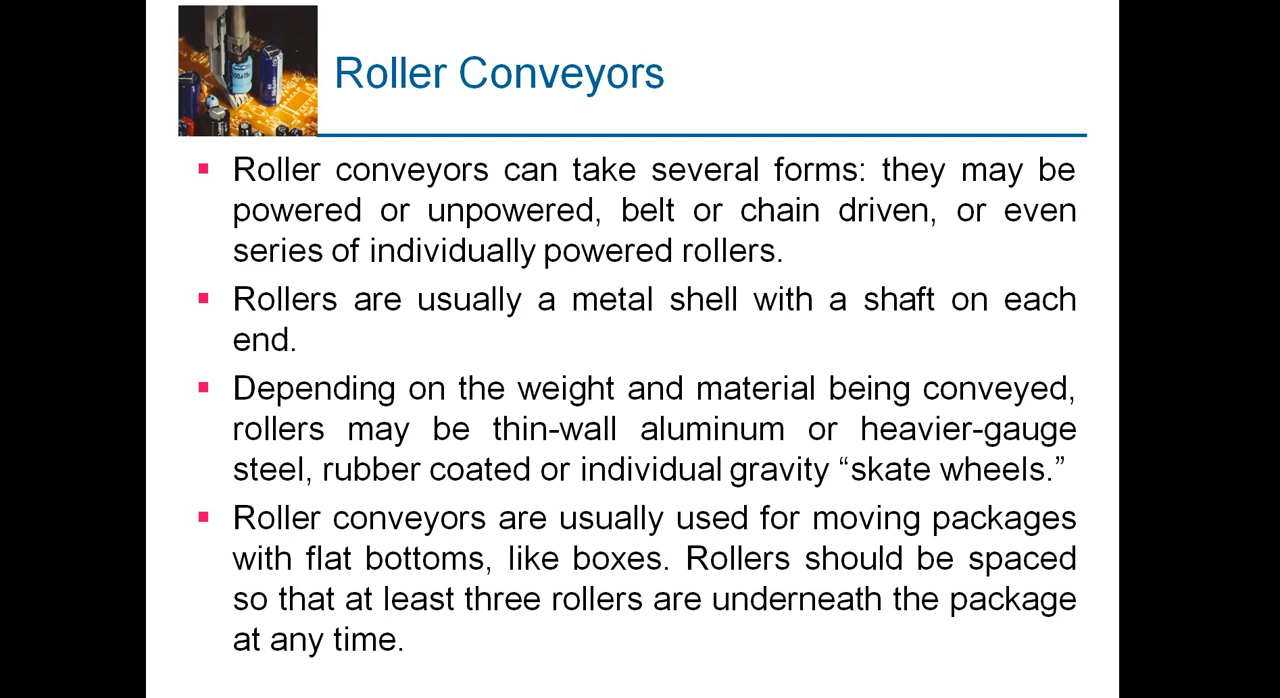 Roller Conveyors
Roller conveyors can take several forms: they may be
powered or unpowered, belt or chain driven, or even
series of individually powered rollers.
Rollers are usually a metal shell with a shaft on each
end.
Depending on the weight and material being conveyed,
rollers may be thin-wall aluminum or heavier-gauge
steel, rubber coated or individual gravity “skate wheels.”
Roller conveyors are usually used for moving packages
with flat bottoms, like boxes. Rollers should be spaced
so that at least three rollers are underneath the package
at any time.